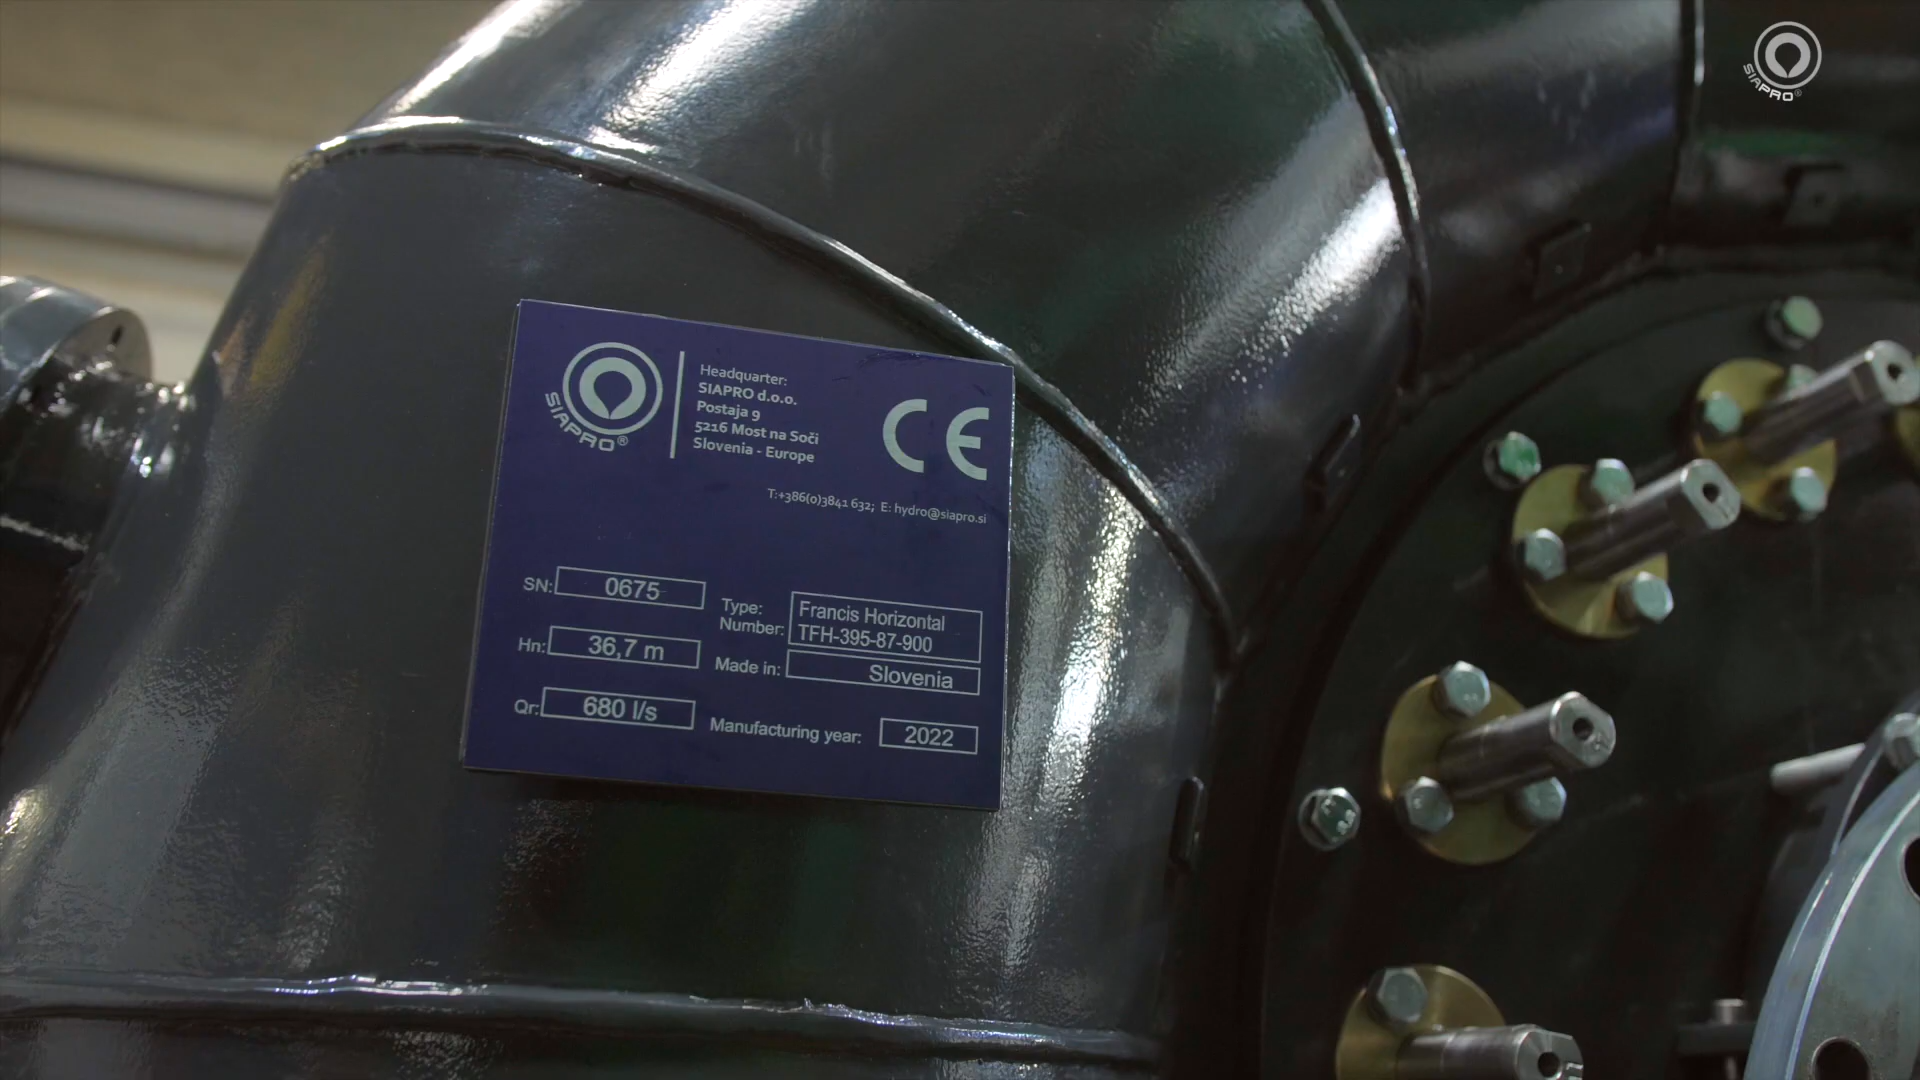 SIAPRO®
Headquarter:
SIAPRO d.o.o.
Postaja 9
5216 Most na Soči
Slovenia - Europe
SIAPRO®
CE
T:+386(0)3841 632; E: hydro@siapro.si
SN: 0675
Type: Francis Horizontal
Number: TFH-395-87-900
Hn: 36,7 m
Made in: Slovenia
Qr: 680 l/s
Manufacturing year: 2022